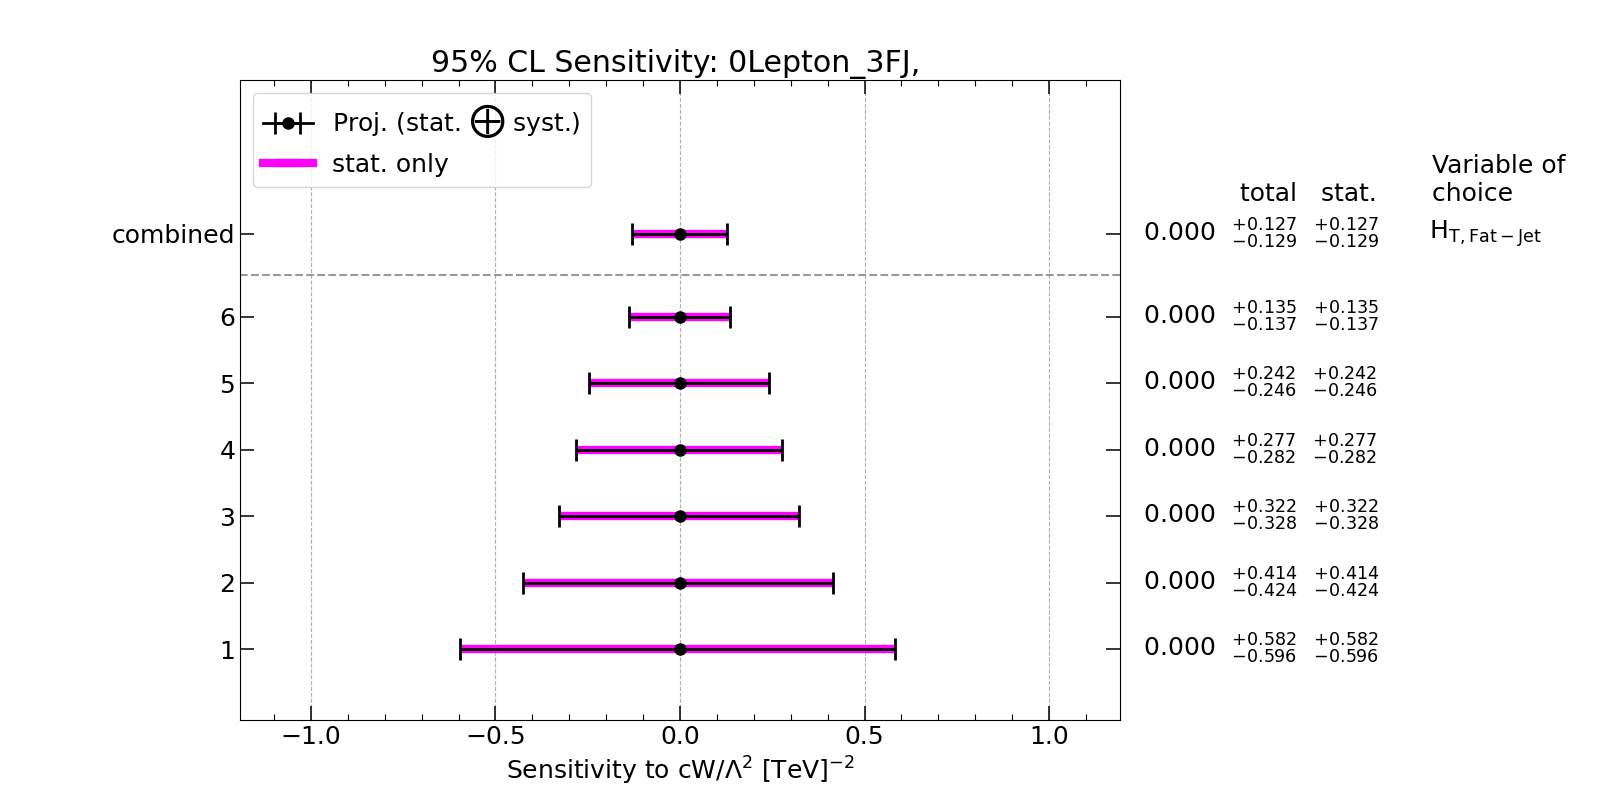 95% CL Sensitivity: 0Lepton_3FJ,
Proj. (stat. ⊕ syst.)
stat. only
Variable of
total stat. choice
combined 0.000 +0.127 −0.129 +0.127 −0.129 H_{T, Fat−Jet}
6 0.000 +0.135 −0.137 +0.135 −0.137
5 0.000 +0.242 −0.246 +0.242 −0.246
4 0.000 +0.277 −0.282 +0.277 −0.282
3 0.000 +0.322 −0.328 +0.322 −0.328
2 0.000 +0.414 −0.424 +0.414 −0.424
1 0.000 +0.582 −0.596 +0.582 −0.596
−1.0 −0.5 0.0 0.5 1.0
Sensitivity to cW/Λ² [TeV]⁻²